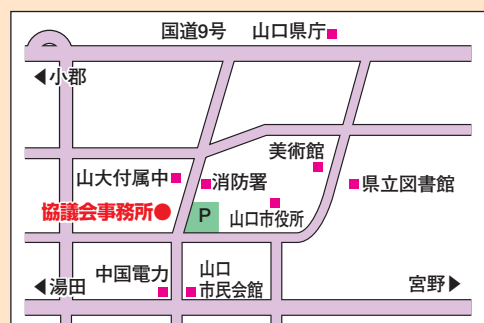 国道9号 山口県庁
◀小郡
美術館
山大付属中
消防署
県立図書館
協議会事務所
P
山口市役所
中国電力
山口
市民会館
◀湯田
宮野▶